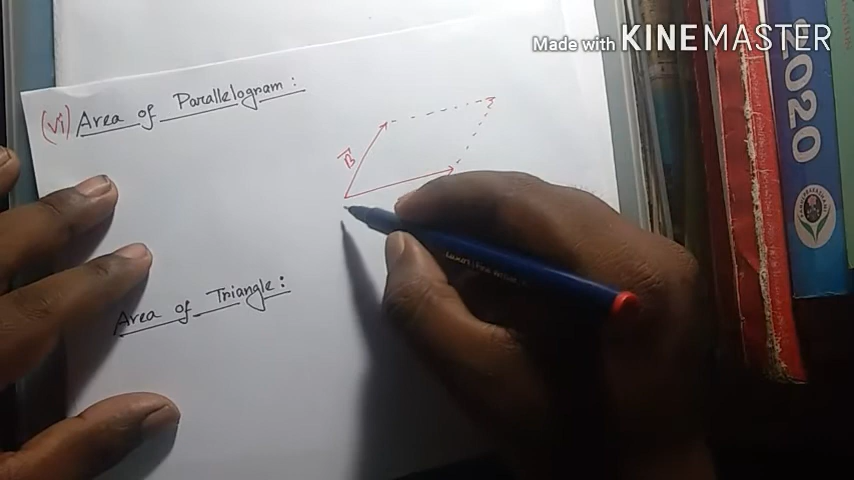 Made with KINEMASTER
(vi) Area of Parallelogram :
B
Area of Triangle :
2020